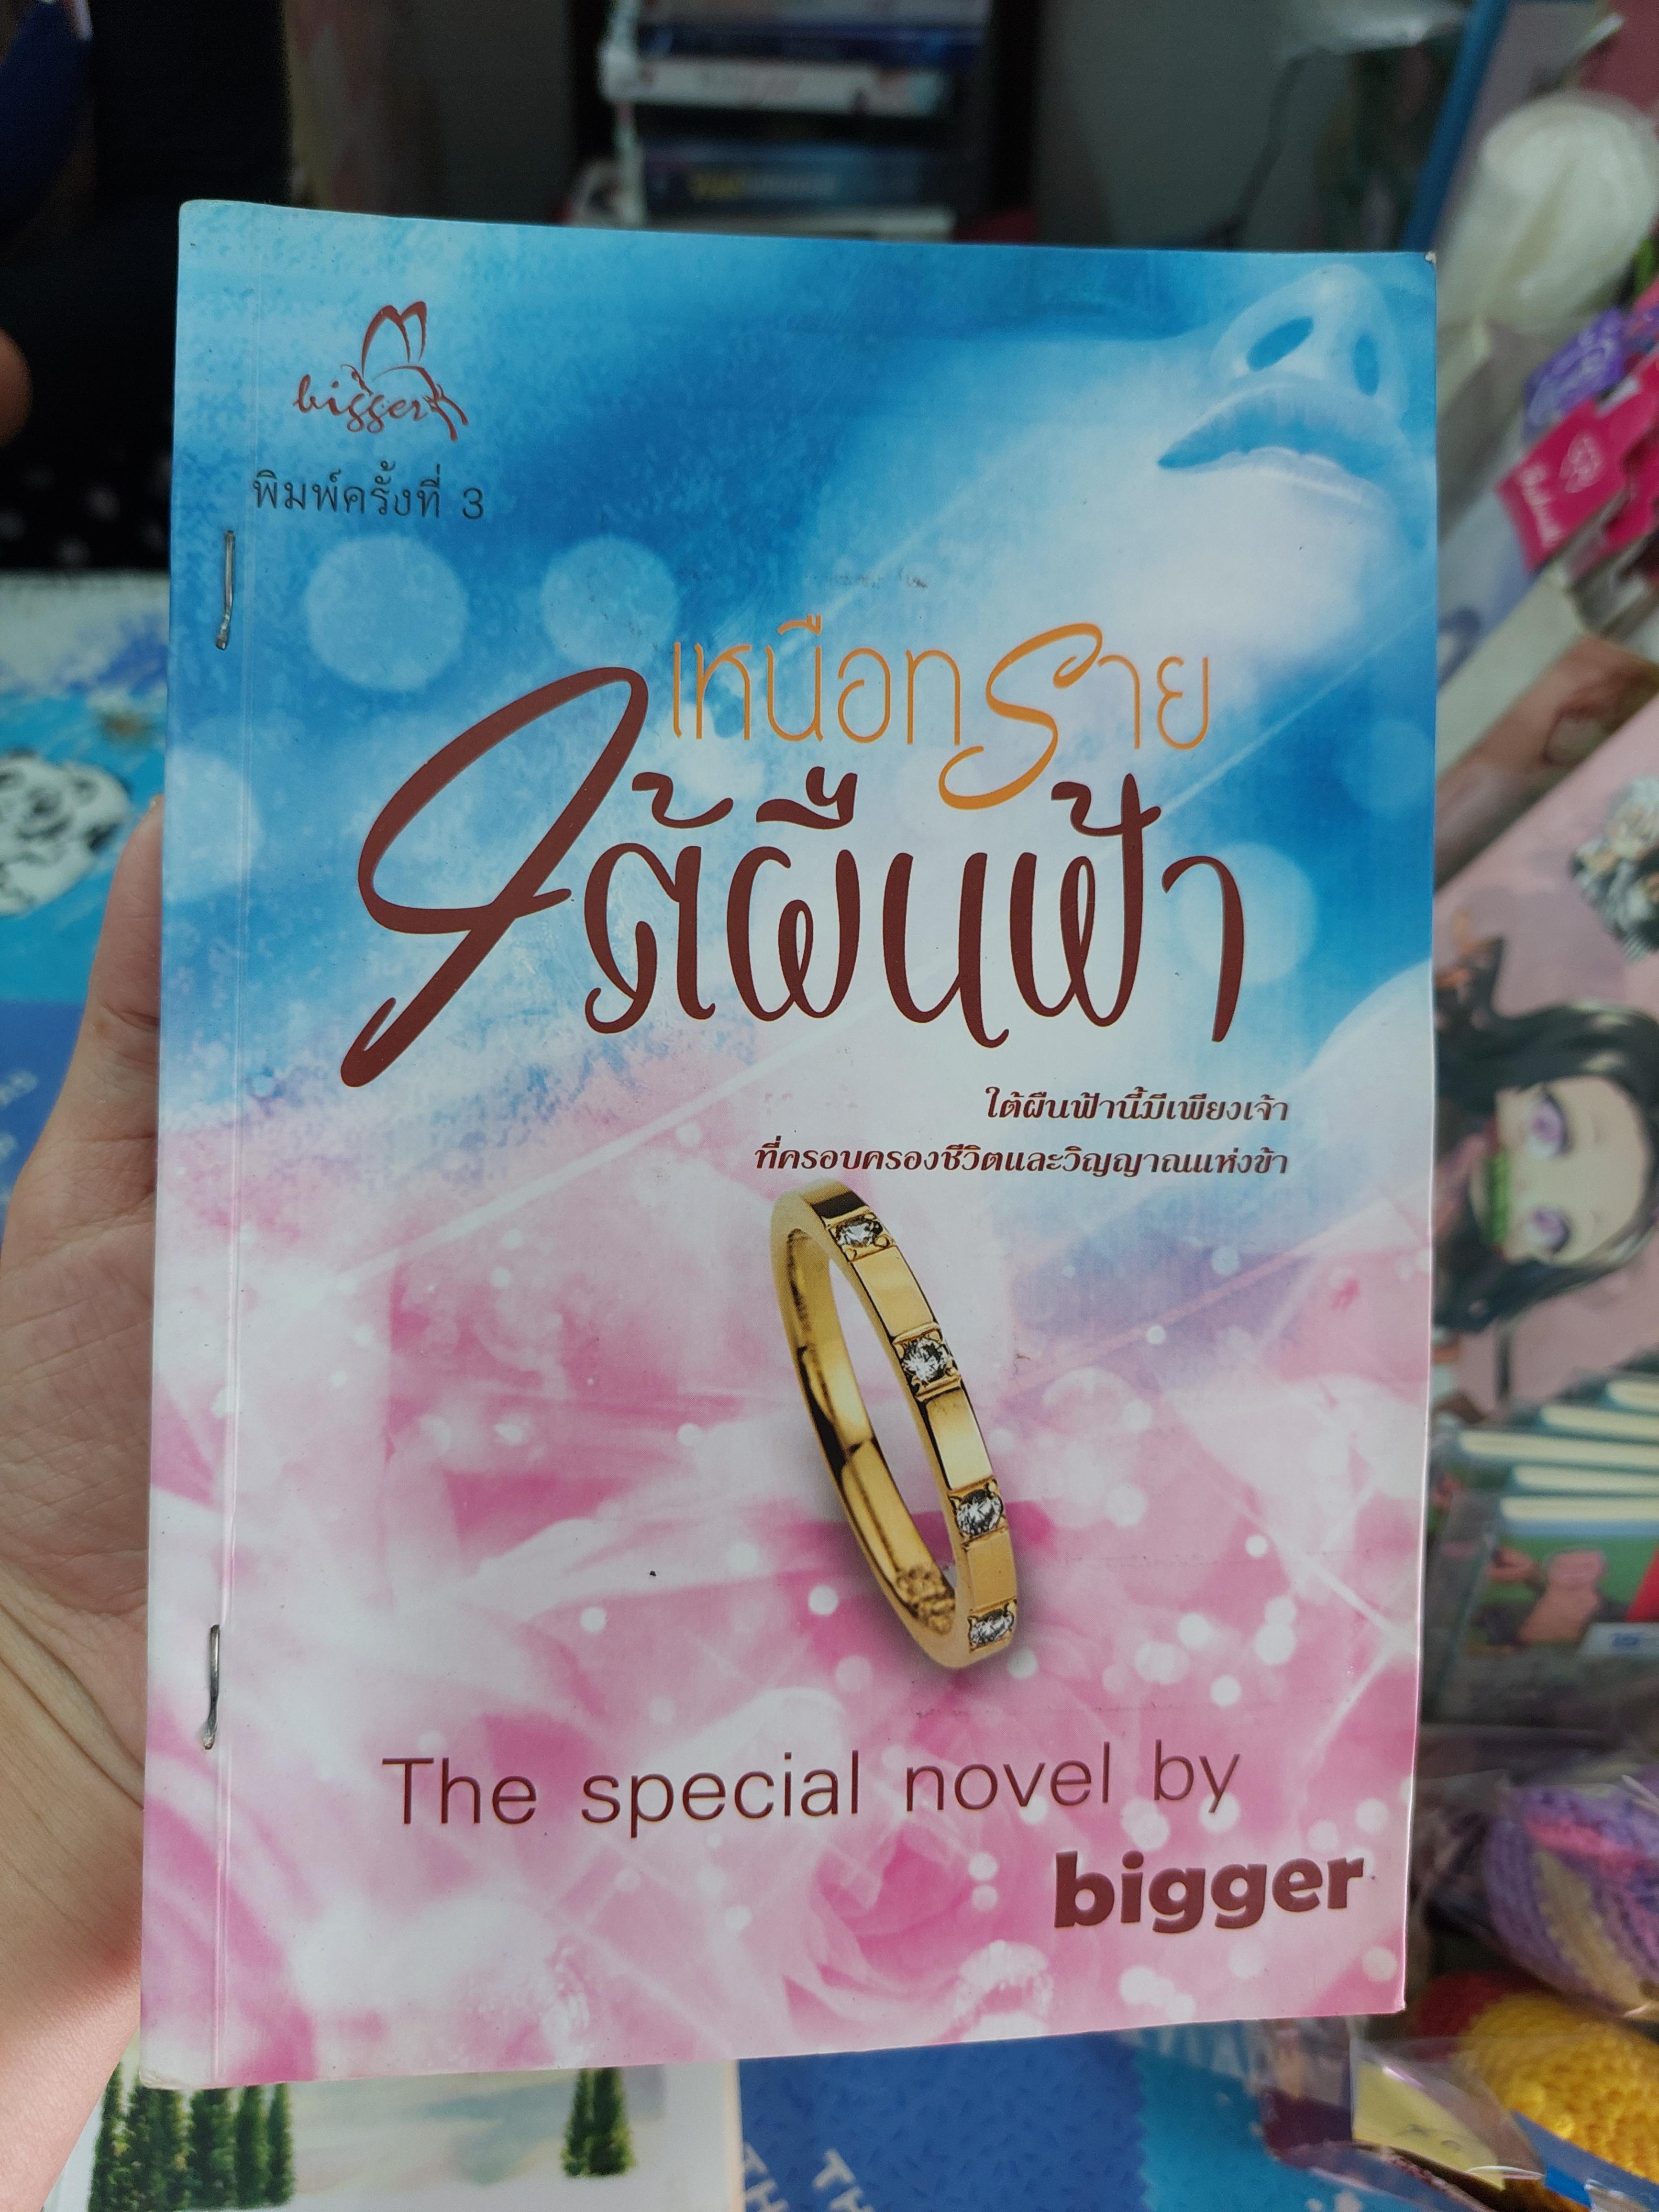 bigger
พิมพ์ครั้งที่ 3
เหนือทราย
ใต้ผืนฟ้า
ใต้ผืนฟ้านี้มีเพียงเจ้า
ที่ครอบครองชีวิตและวิญญาณแห่งข้า
The special novel by
bigger